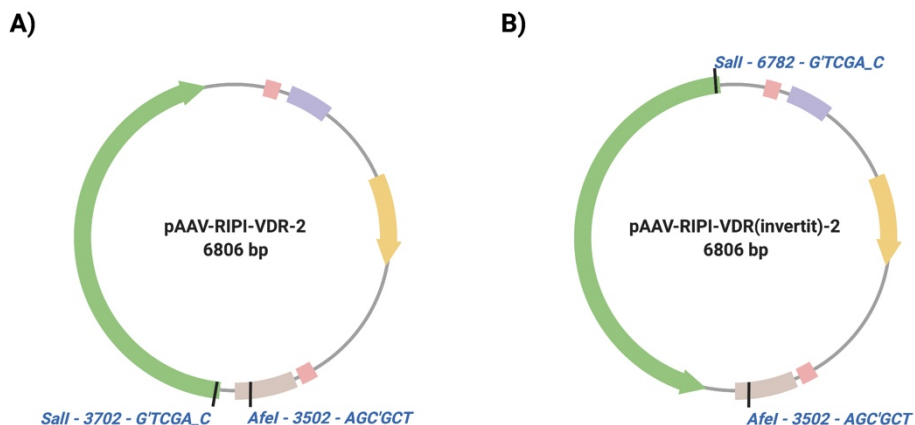 A)
B)
SalI - 6782 - G'TCGA_C
pAAV-RIPI-VDR-2
6806 bp
pAAV-RIPI-VDR(invertit)-2
6806 bp
SalI - 3702 - G'TCGA_C
AfeI - 3502 - AGC'GCT
AfeI - 3502 - AGC'GCT